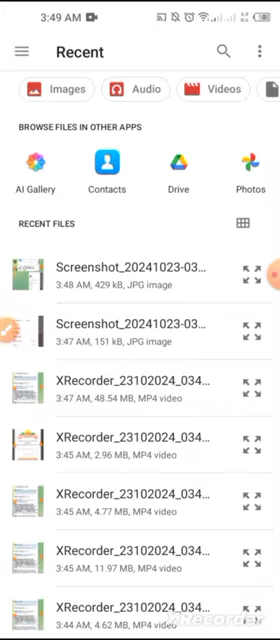 3:49 AM
Recent
Images
Audio
Videos
BROWSE FILES IN OTHER APPS
AI Gallery
Contacts
Drive
Photos
RECENT FILES
Screenshot_20241023-03...
3:48 AM, 429 kB, JPG image
Screenshot_20241023-03...
3:47 AM, 151 kB, JPG image
XRecorder_23102024_034...
3:47 AM, 48.54 MB, MP4 video
XRecorder_23102024_034...
3:45 AM, 2.96 MB, MP4 video
XRecorder_23102024_034...
3:45 AM, 4.77 MB, MP4 video
XRecorder_23102024_034...
3:45 AM, 11.97 MB, MP4 video
XRecorder_23102024_034...
3:44 AM, 4.62 MB, MP4 video
XRecorder